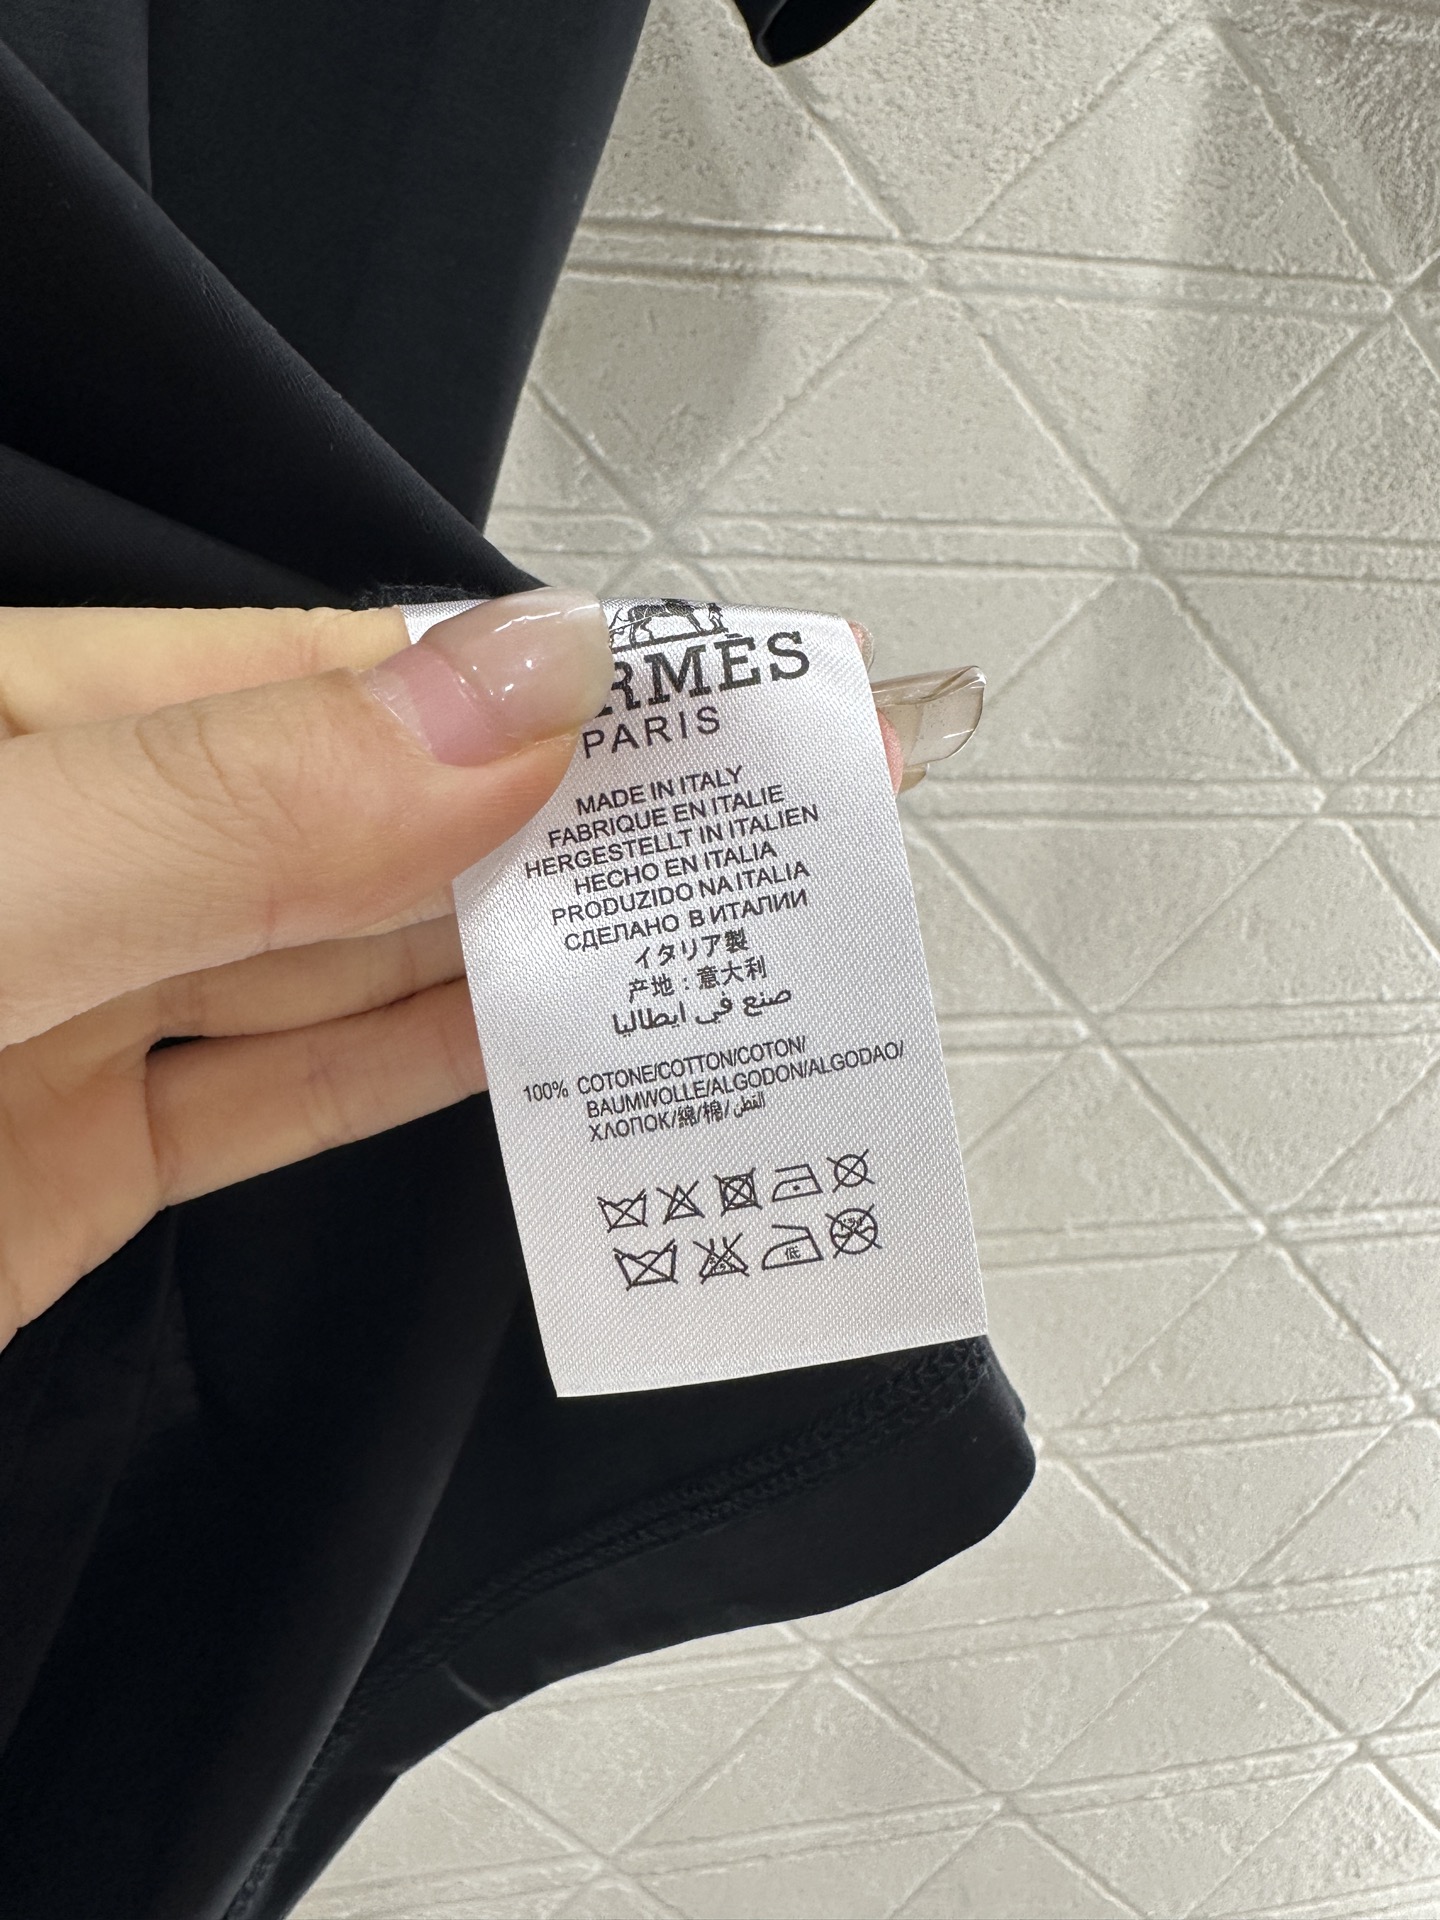 RMES
PARIS
MADE IN ITALY
FABRIQUE EN ITALIE
HERGESTELLT IN ITALIEN
HECHO EN ITALIA
PRODUZIDO NA ITALIA
СДЕЛАНО В ИТАЛИИ
イタリア製
产地：意大利
صنع في ايطاليا
100% COTONE/COTTON/COTON/
BAUMWOLLE/ALGODON/ALGODAO/
ХЛОПОК/綿/棉/القطن
低